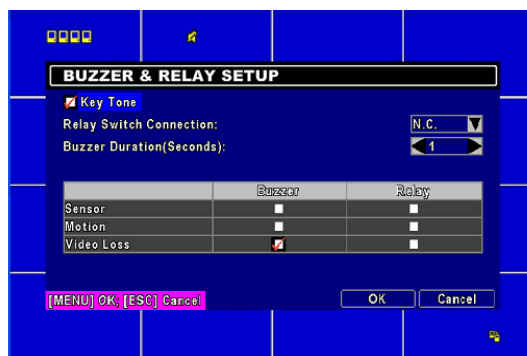 BUZZER & RELAY SETUP
Key Tone
Relay Switch Connection: N.C.
Buzzer Duration(Seconds): 1
Buzzer Relay
Sensor
Motion
Video Loss
[MENU] OK, [ESC] Cancel OK Cancel